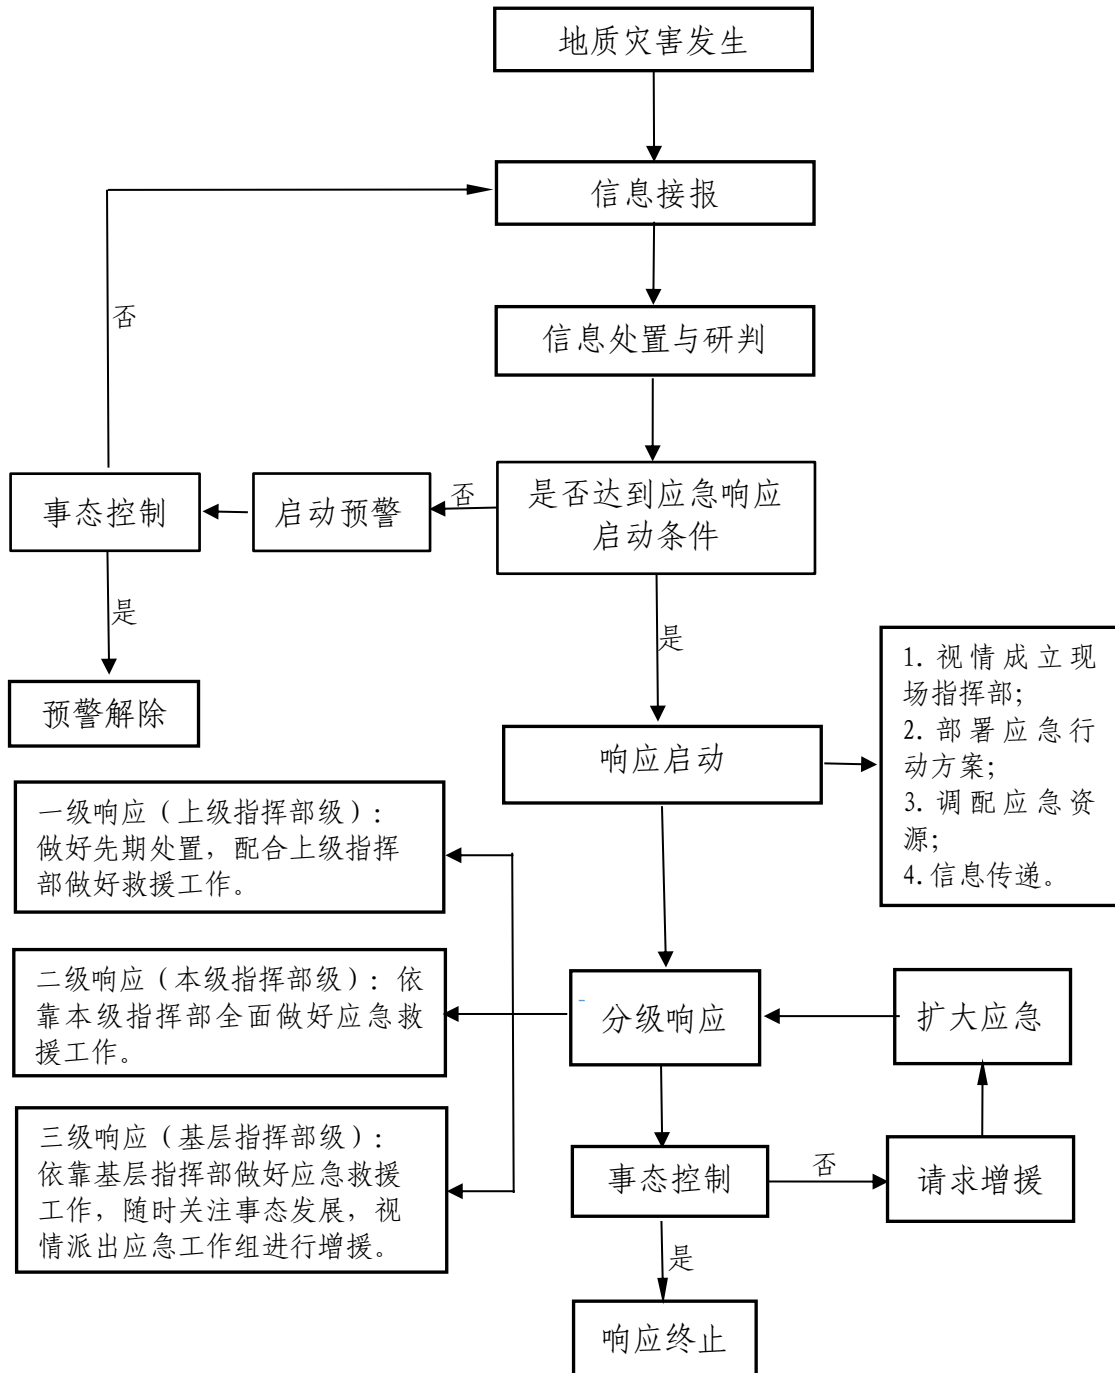 地质灾害发生
信息接报
否
信息处置与研判
事态控制
启动预警
否
是否达到应急响应
启动条件
是
是
预警解除
响应启动
1. 视情成立现
场指挥部;
2. 部署应急行
动方案;
3. 调配应急资
源;
4. 信息传递。
一级响应（上级指挥部级）:
做好先期处置，配合上级指挥
部做好救援工作。
二级响应（本级指挥部级）: 依
靠本级指挥部全面做好应急救
援工作。
分级响应
扩大应急
三级响应（基层指挥部级）:
依靠基层指挥部做好应急救援
工作，随时关注事态发展，视
情派出应急工作组进行增援。
事态控制
否
请求增援
是
响应终止